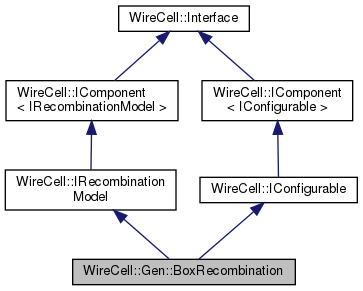 WireCell::Interface
WireCell::IComponent
< IRecombinationModel >
WireCell::IComponent
< IConfigurable >
WireCell::IRecombination
Model
WireCell::IConfigurable
WireCell::Gen::BoxRecombination